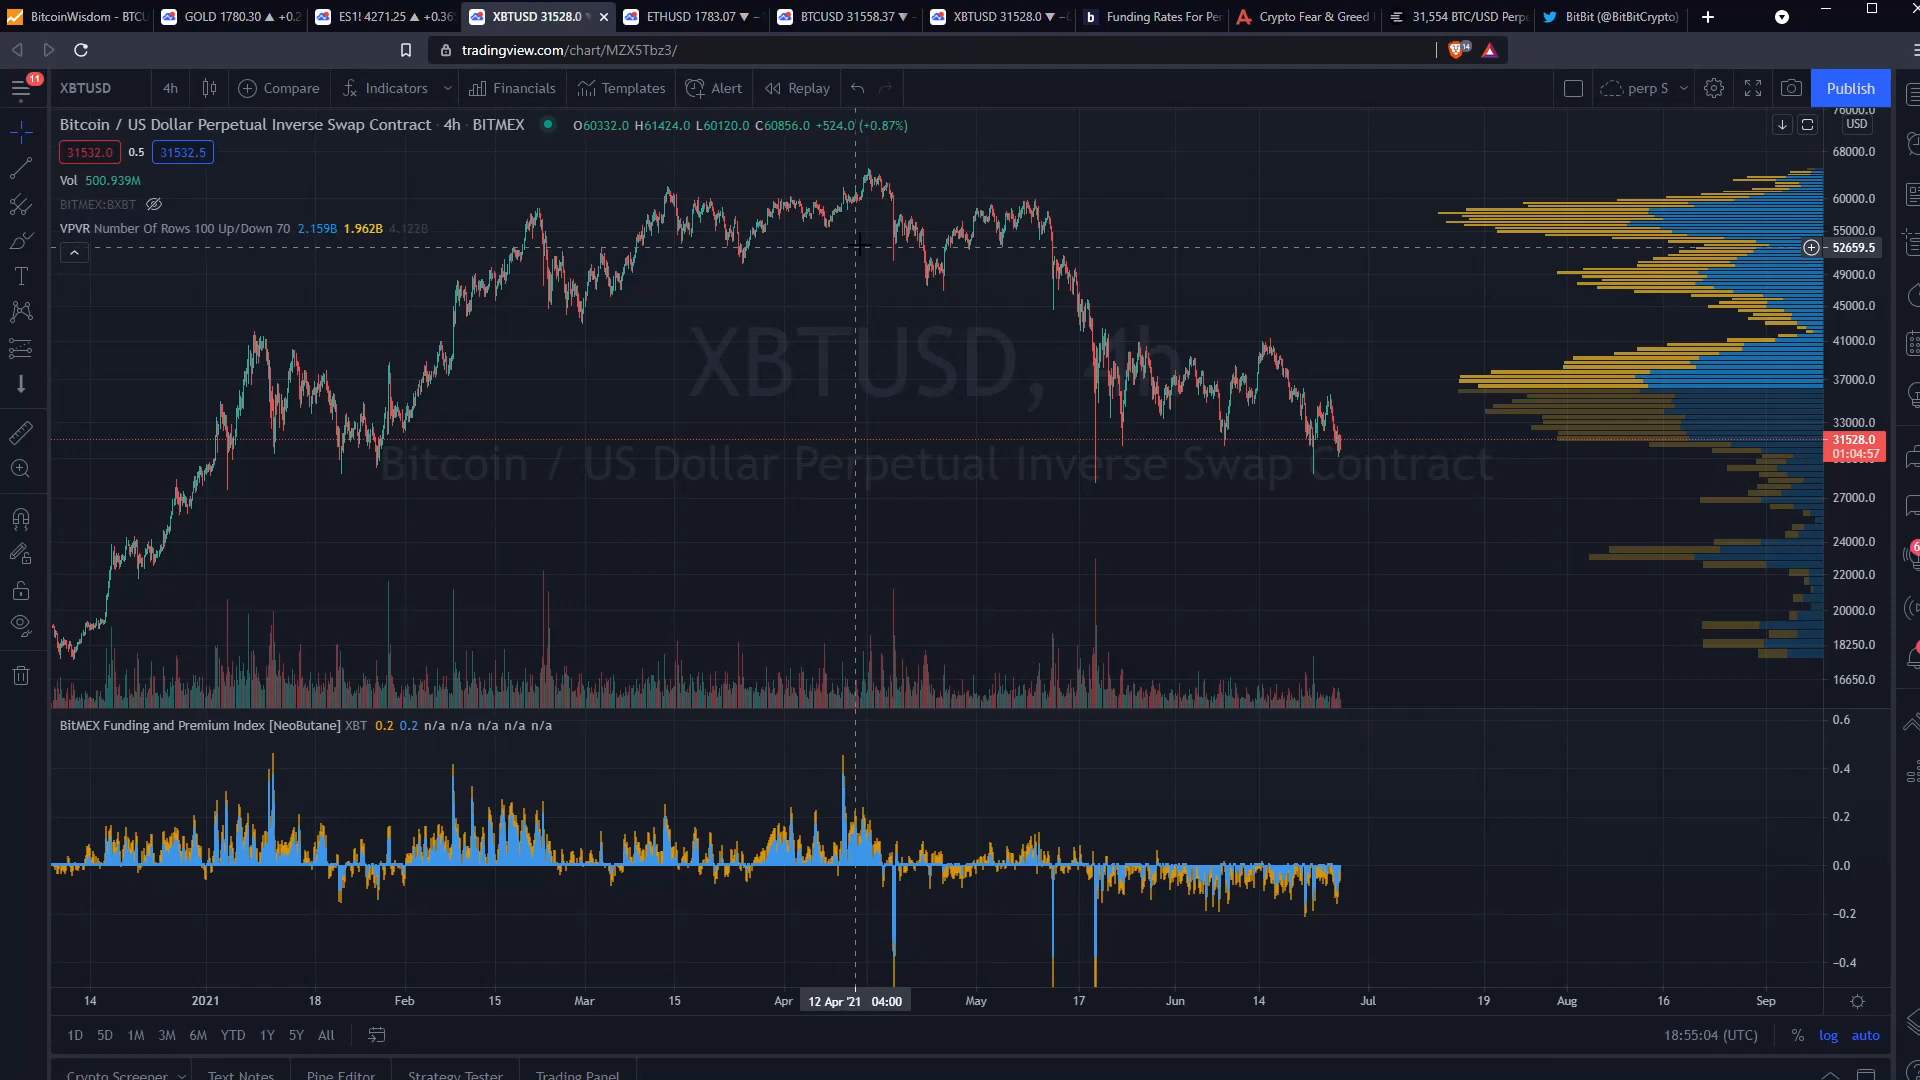 BitcoinWisdom - BTCU
GOLD 1780.30 ▲ +0.2
ES1! 4271.25 ▲ +0.36
XBTUSD 31528.0
ETHUSD 1783.07 ▼ −
BTCUSD 31558.37 ▼ −
XBTUSD 31528.0 ▼ −
Funding Rates For Per
Crypto Fear & Greed I
31,554 BTC/USD Perpe
BitBit (@BitBitCrypto)
tradingview.com/chart/MZX5Tbz3/
14
11
XBTUSD 4h Compare Indicators Financials Templates Alert Replay perp S Publish
Bitcoin / US Dollar Perpetual Inverse Swap Contract · 4h · BITMEX O60332.0 H61424.0 L60120.0 C60856.0 +524.0 (+0.87%)
31532.0 0.5 31532.5
Vol 500.939M
BITMEX:BXBT
VPVR Number Of Rows 100 Up/Down 70 2.159B 1.962B 4.122B
XBTUSD, 4h
Bitcoin / US Dollar Perpetual Inverse Swap Contract
76000.0
USD
68000.0
60000.0
55000.0
52659.5
49000.0
45000.0
41000.0
37000.0
33000.0
31528.0
01:04:57
27000.0
24000.0
22000.0
20000.0
18250.0
16650.0
BitMEX Funding and Premium Index [NeoButane] XBT 0.2 0.2 n/a n/a n/a n/a n/a
0.6
0.4
0.2
0.0
−0.2
−0.4
14 2021 18 Feb 15 Mar 15 Apr 12 Apr '21 04:00 May 17 Jun 14 Jul 19 Aug 16 Sep
1D 5D 1M 3M 6M YTD 1Y 5Y All 18:55:04 (UTC) % log auto
Crypto Screener Text Notes Pine Editor Strategy Tester Trading Panel